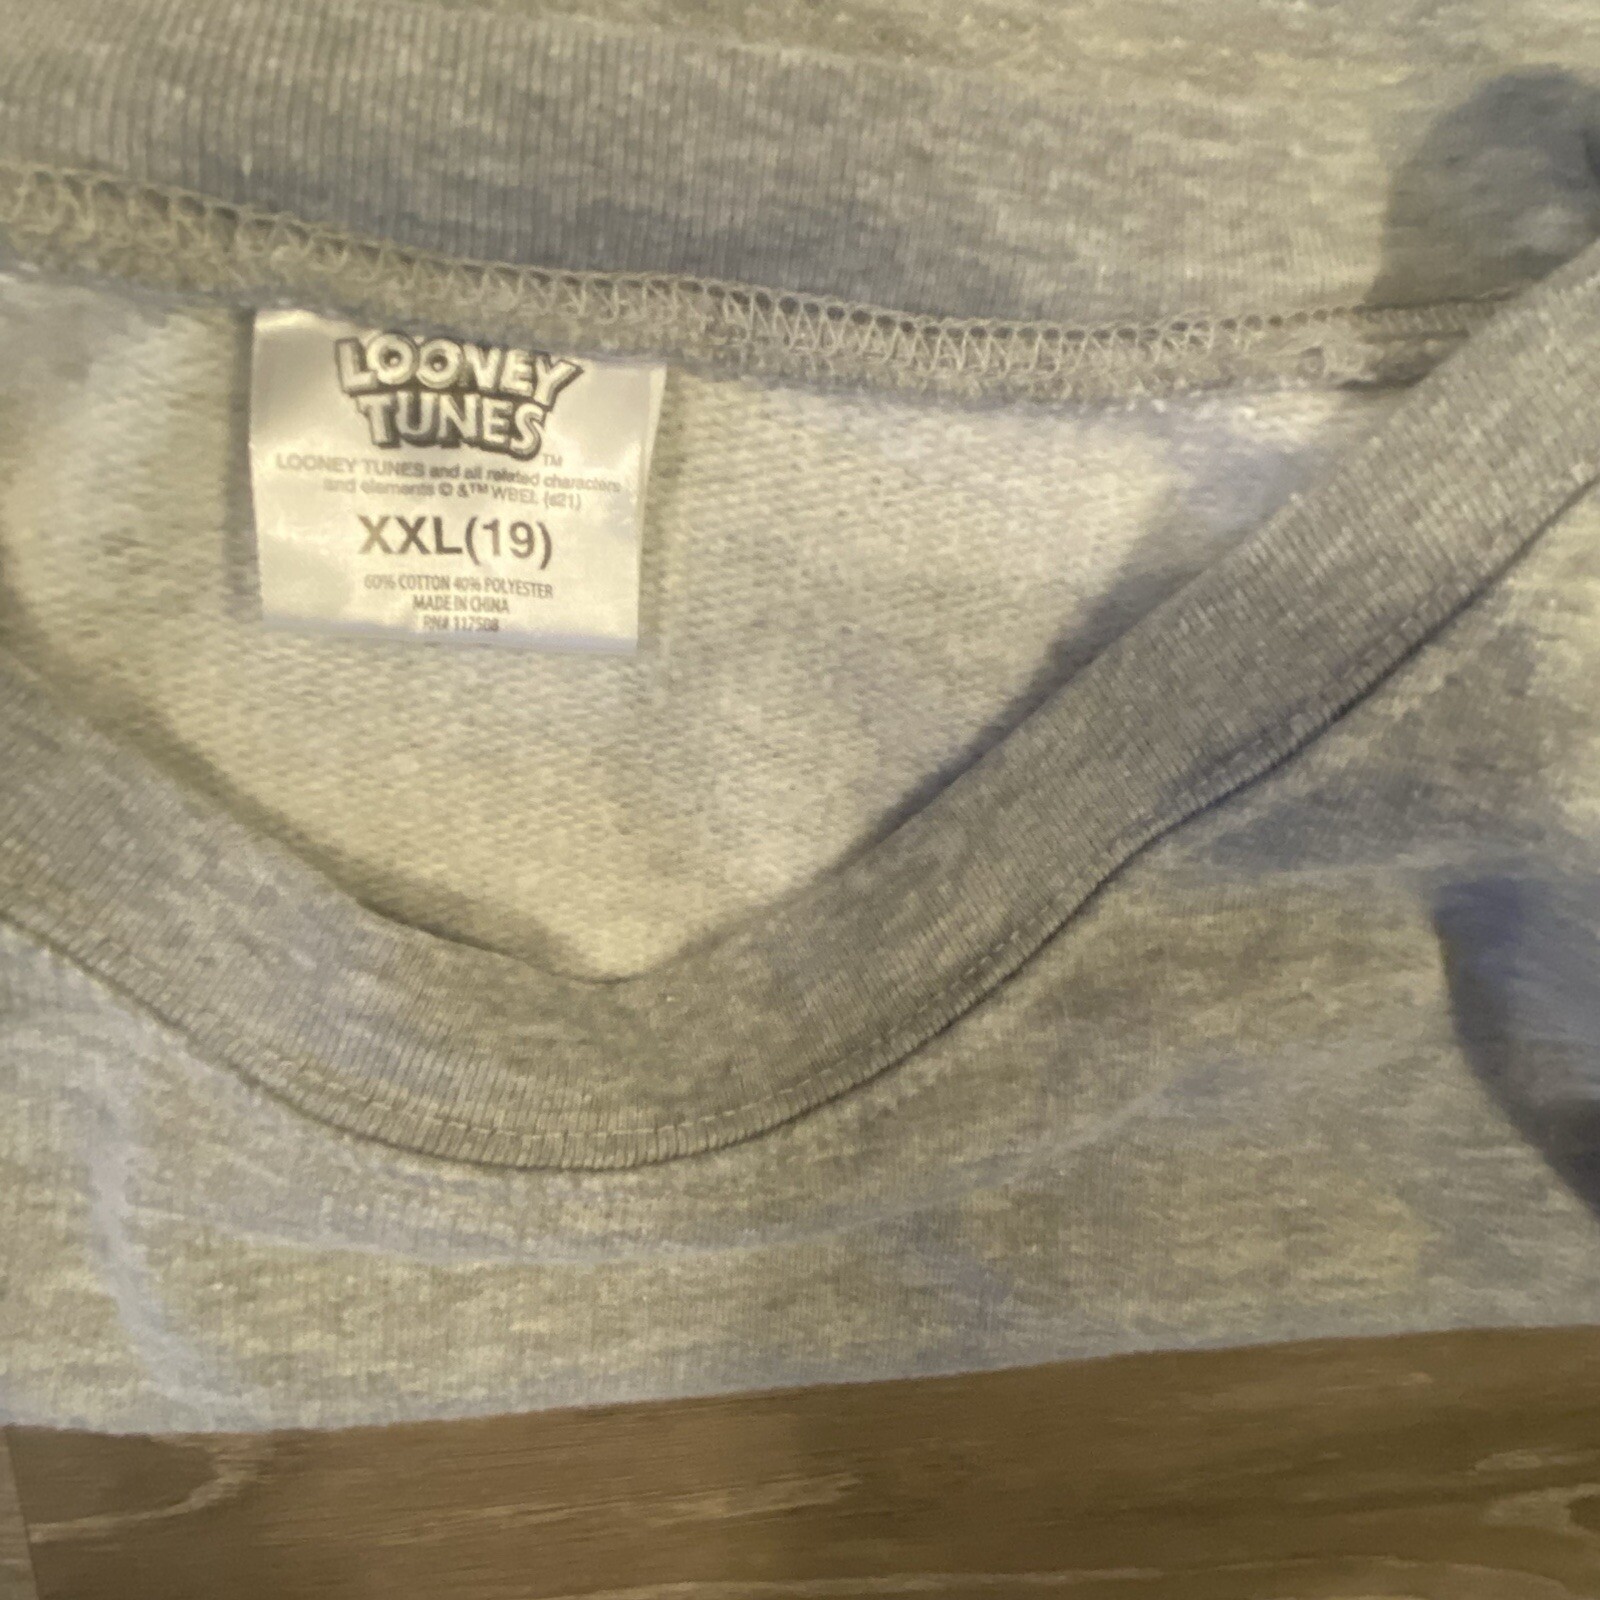 LOONEY
TUNES
TM
LOONEY TUNES and all related characters
and elements © &™ WBEI. (s21)
XXL(19)
60% COTTON 40% POLYESTER
MADE IN CHINA
RN# 117508